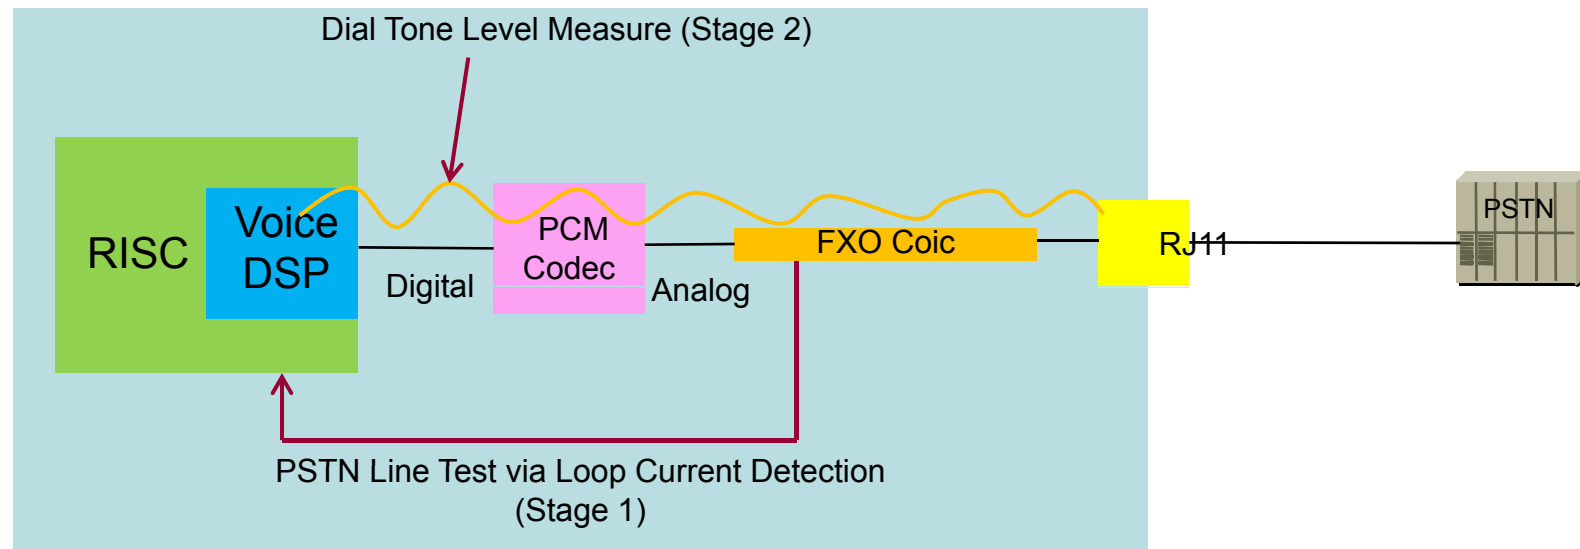 Dial Tone Level Measure (Stage 2)
RISC
Voice
DSP
Digital
PCM
Codec
Analog
FXO Coic
RJ11
PSTN
PSTN Line Test via Loop Current Detection
(Stage 1)